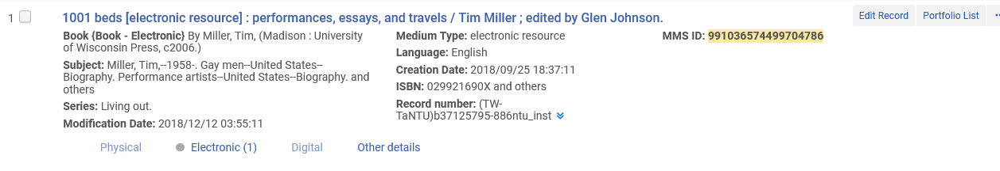 1
1001 beds [electronic resource] : performances, essays, and travels / Tim Miller ; edited by Glen Johnson.
Edit Record
Portfolio List
Book {Book - Electronic} By Miller, Tim, (Madison : University
of Wisconsin Press, c2006.)
Subject: Miller, Tim,--1958-. Gay men--United States--
Biography. Performance artists--United States--Biography. and
others
Series: Living out.
Modification Date: 2018/12/12 03:55:11
Medium Type: electronic resource
Language: English
Creation Date: 2018/09/25 18:37:11
ISBN: 029921690X and others
Record number: (TW-
TaNTU)b37125795-886ntu_inst
MMS ID: 991036574499704786
Physical
Electronic (1)
Digital
Other details